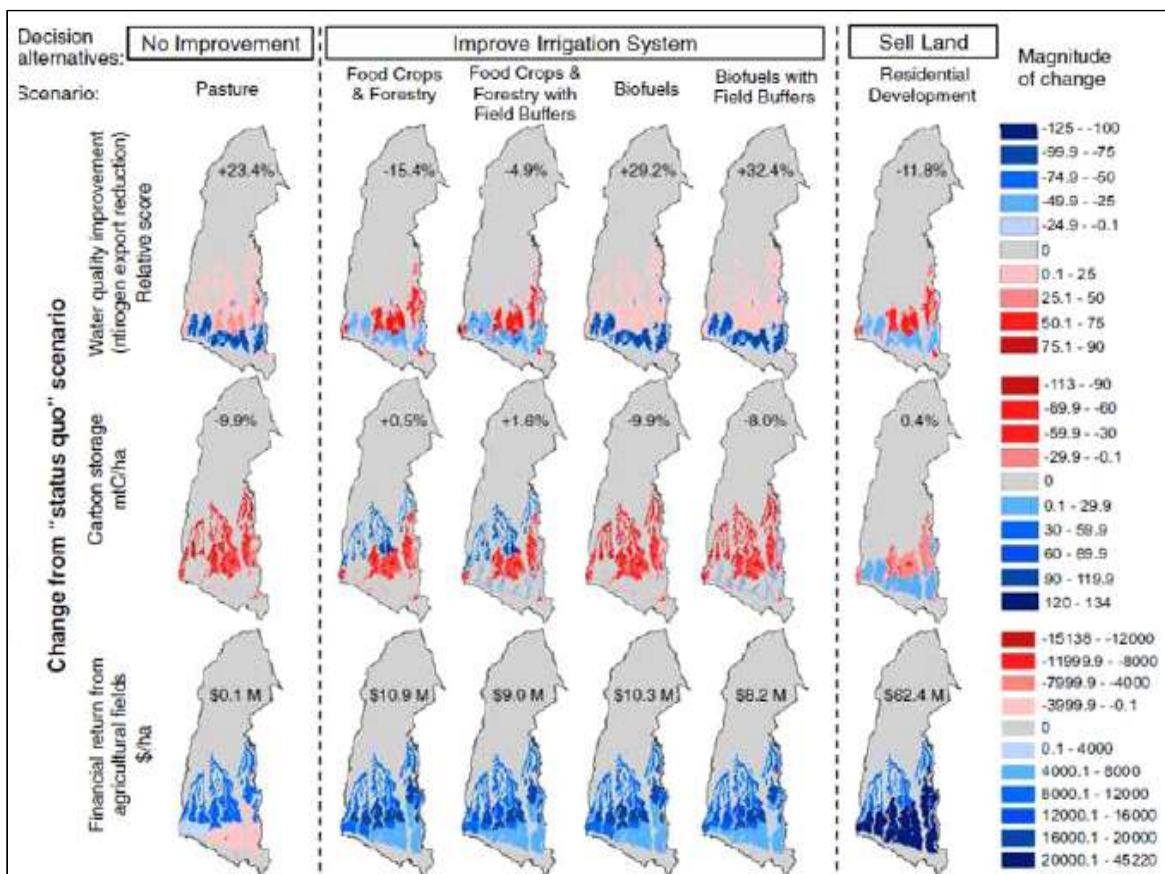 Decision
alternatives:
No Improvement
Improve Irrigation System
Sell Land
Magnitude
of change
Scenario:
Pasture
Food Crops
& Forestry
Food Crops &
Forestry with
Field Buffers
Biofuels
Biofuels with
Field Buffers
Residential
Development
Change from "status quo" scenario
Water quality improvement
(ntirogen export reduction)
Relative score
+23.4%
-15.4%
-4.9%
+29.2%
+32.4%
-11.8%
-125 - -100
-99.9 - -75
-74.9 - -50
-49.9 - -25
-24.9 - -0.1
0
0.1 - 25
25.1 - 50
50.1 - 75
75.1 - 90
Carbon storage
mtC/ha
-9.9%
+0.5%
+1.6%
-9.9%
-8.0%
0.4%
-113 - -90
-89.9 - -60
-59.9 - -30
-29.9 - -0.1
0
0.1 - 29.9
30 - 59.9
60 - 89.9
90 - 119.9
120 - 134
Financial return from
agricultural fields
$/ha
$0.1 M
$10.9 M
$9.0 M
$10.3 M
$8.2 M
$62.4 M
-15138 - -12000
-11999.9 - -8000
-7999.9 - -4000
-3999.9 - -0.1
0
0.1 - 4000
4000.1 - 8000
8000.1 - 12000
12000.1 - 16000
16000.1 - 20000
20000.1 - 45220